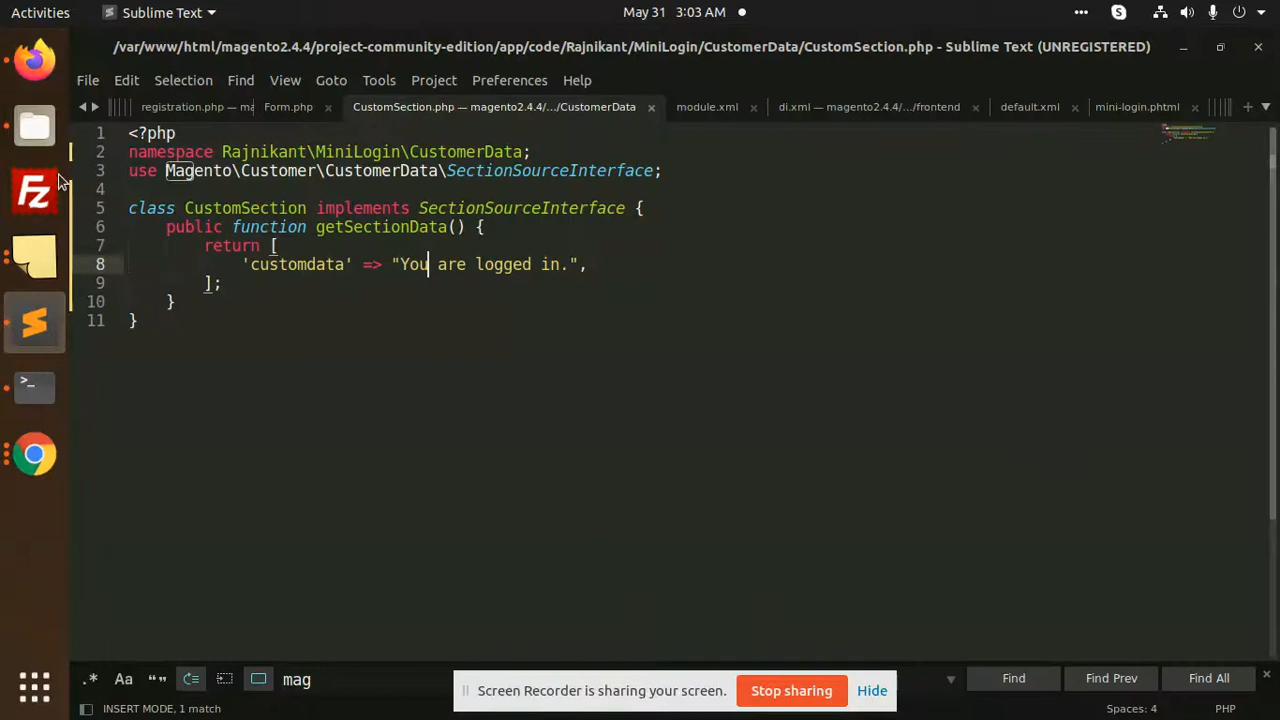 Activities
Sublime Text
May 31 3:03 AM
/var/www/html/magento2.4.4/project-community-edition/app/code/Rajnikant/MiniLogin/CustomerData/CustomSection.php - Sublime Text (UNREGISTERED)
File Edit Selection Find View Goto Tools Project Preferences Help
registration.php — ma Form.php CustomSection.php — magento2.4.4/.../CustomerData module.xml di.xml — magento2.4.4/.../frontend default.xml mini-login.phtml
1 <?php
2 namespace Rajnikant\MiniLogin\CustomerData;
3 use Magento\Customer\CustomerData\SectionSourceInterface;
4
5 class CustomSection implements SectionSourceInterface {
6 public function getSectionData() {
7 return [
8 'customdata' => "You are logged in.",
9 ];
10 }
11 }
Fz
.* Aa “” mag
Find Find Prev Find All
Screen Recorder is sharing your screen. Stop sharing Hide
INSERT MODE, 1 match
Spaces: 4 PHP